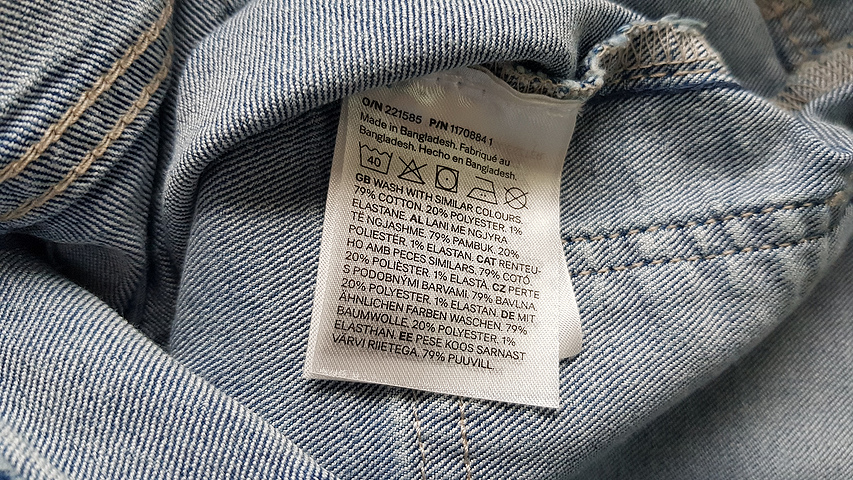 O/N 221585 P/N 1170884 1
Made in Bangladesh. Fabriqué au
Bangladesh. Hecho en Bangladesh.
40
GB WASH WITH SIMILAR COLOURS.
79% COTTON. 20% POLYESTER. 1%
ELASTANE. AL LANI ME NGJYRA
TË NGJASHME. 79% PAMBUK. 20%
POLIESTER. 1% ELASTAN. CAT RENTEU-
HO AMB PECES SIMILARS. 79% COTÓ.
20% POLIÈSTER. 1% ELASTÀ. CZ PERTE
S PODOBNÝMI BARVAMI. 79% BAVLNA.
20% POLYESTER. 1% ELASTAN. DE MIT
ÄHNLICHEN FARBEN WASCHEN. 79%
BAUMWOLLE. 20% POLYESTER. 1%
ELASTHAN. EE PESE KOOS SARNAST
VÄRVI RIIETEGA. 79% PUUVILL.